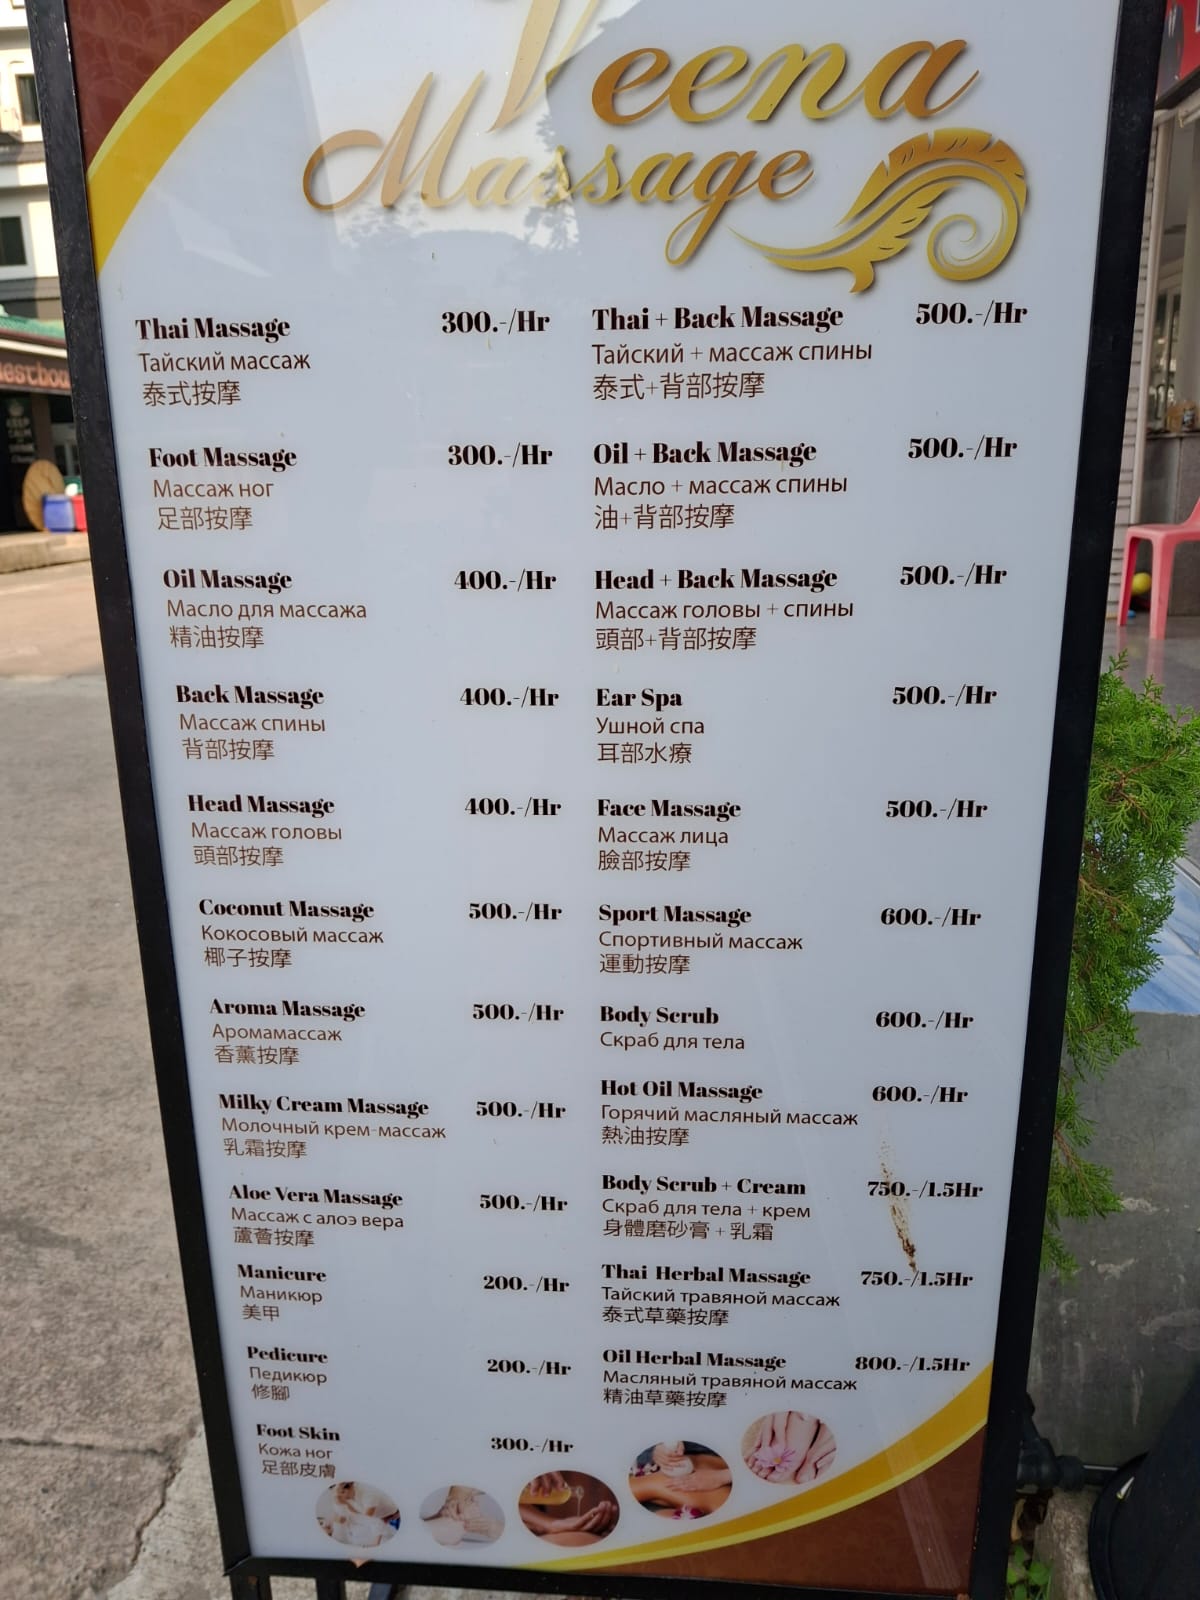 Veena
Massage
Thai Massage 300.-/Hr
Тайский массаж
泰式按摩
Foot Massage 300.-/Hr
Массаж ног
足部按摩
Oil Massage 400.-/Hr
Масло для массажа
精油按摩
Back Massage 400.-/Hr
Массаж спины
背部按摩
Head Massage 400.-/Hr
Массаж головы
頭部按摩
Coconut Massage 500.-/Hr
Кокосовый массаж
椰子按摩
Aroma Massage 500.-/Hr
Аромамассаж
香薰按摩
Milky Cream Massage 500.-/Hr
Молочный крем-массаж
乳霜按摩
Aloe Vera Massage 500.-/Hr
Массаж с алоэ вера
蘆薈按摩
Manicure 200.-/Hr
Маникюр
美甲
Pedicure 200.-/Hr
Педикюр
修腳
Foot Skin 300.-/Hr
Кожа ног
足部皮膚
Thai + Back Massage 500.-/Hr
Тайский + массаж спины
泰式+背部按摩
Oil + Back Massage 500.-/Hr
Масло + массаж спины
油+背部按摩
Head + Back Massage 500.-/Hr
Массаж головы + спины
頭部+背部按摩
Ear Spa 500.-/Hr
Ушной спа
耳部水療
Face Massage 500.-/Hr
Массаж лица
臉部按摩
Sport Massage 600.-/Hr
Спортивный массаж
運動按摩
Body Scrub 600.-/Hr
Скраб для тела
Hot Oil Massage 600.-/Hr
Горячий масляный массаж
熱油按摩
Body Scrub + Cream 750.-/1.5Hr
Скраб для тела + крем
身體磨砂膏 + 乳霜
Thai Herbal Massage 750.-/1.5Hr
Тайский травяной массаж
泰式草藥按摩
Oil Herbal Massage 800.-/1.5Hr
Масляный травяной массаж
精油草藥按摩